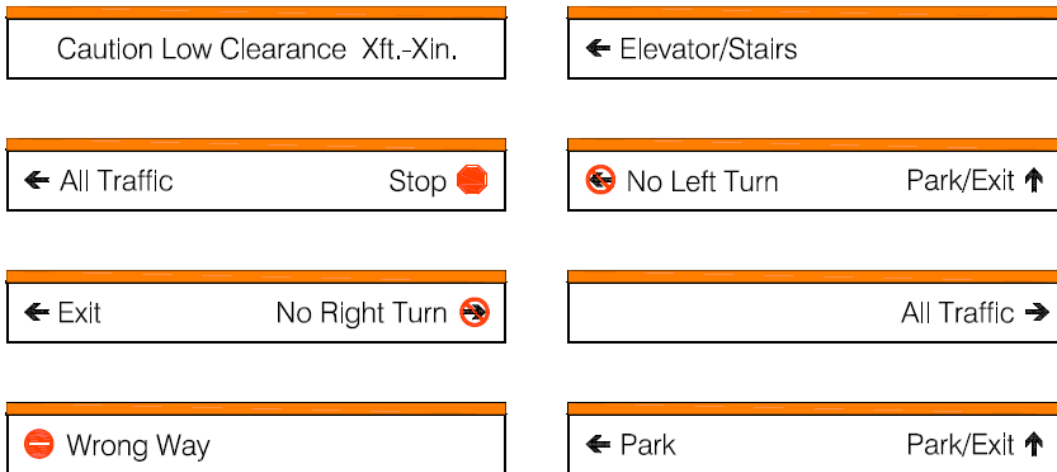 Caution Low Clearance Xft.-Xin.
← Elevator/Stairs
← All Traffic Stop
No Left Turn Park/Exit ↑
← Exit No Right Turn
All Traffic →
Wrong Way
← Park Park/Exit ↑